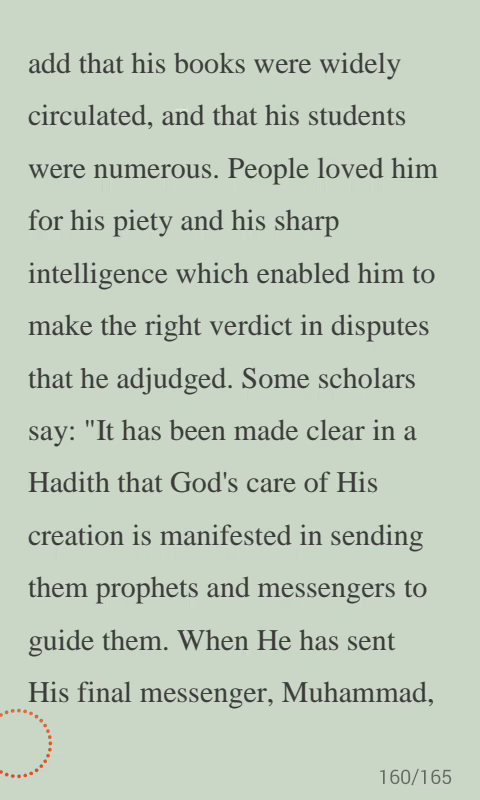 add that his books were widely
circulated, and that his students
were numerous. People loved him
for his piety and his sharp
intelligence which enabled him to
make the right verdict in disputes
that he adjudged. Some scholars
say: "It has been made clear in a
Hadith that God's care of His
creation is manifested in sending
them prophets and messengers to
guide them. When He has sent
His final messenger, Muhammad,
160/165